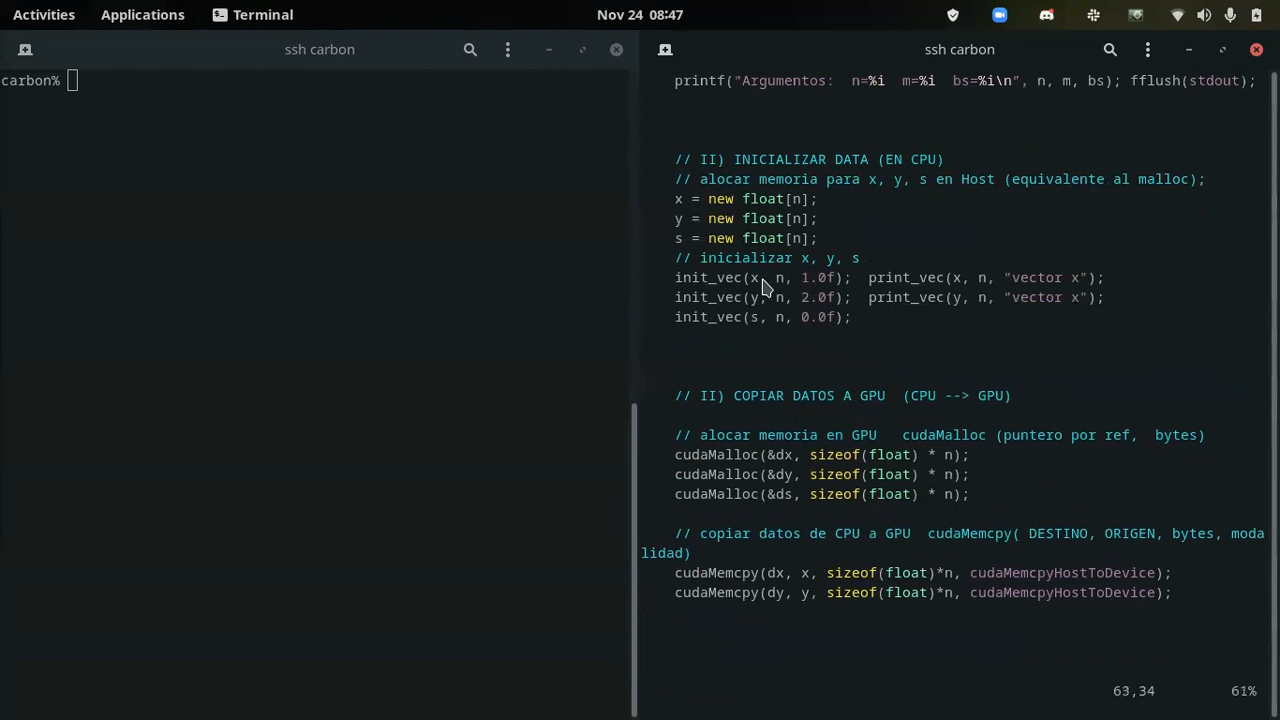 Activities Applications Terminal Nov 24 08:47
ssh carbon
ssh carbon
carbon%
printf("Argumentos:  n=%i  m=%i  bs=%i\n", n, m, bs); fflush(stdout);
// II) INICIALIZAR DATA (EN CPU)
// alocar memoria para x, y, s en Host (equivalente al malloc);
x = new float[n];
y = new float[n];
s = new float[n];
// inicializar x, y, s
init_vec(x, n, 1.0f);  print_vec(x, n, "vector x");
init_vec(y, n, 2.0f);  print_vec(y, n, "vector x");
init_vec(s, n, 0.0f);
// II) COPIAR DATOS A GPU  (CPU --> GPU)
// alocar memoria en GPU   cudaMalloc (puntero por ref,  bytes)
cudaMalloc(&dx, sizeof(float) * n);
cudaMalloc(&dy, sizeof(float) * n);
cudaMalloc(&ds, sizeof(float) * n);
// copiar datos de CPU a GPU  cudaMemcpy( DESTINO, ORIGEN, bytes, moda
lidad)
cudaMemcpy(dx, x, sizeof(float)*n, cudaMemcpyHostToDevice);
cudaMemcpy(dy, y, sizeof(float)*n, cudaMemcpyHostToDevice);
63,34 61%